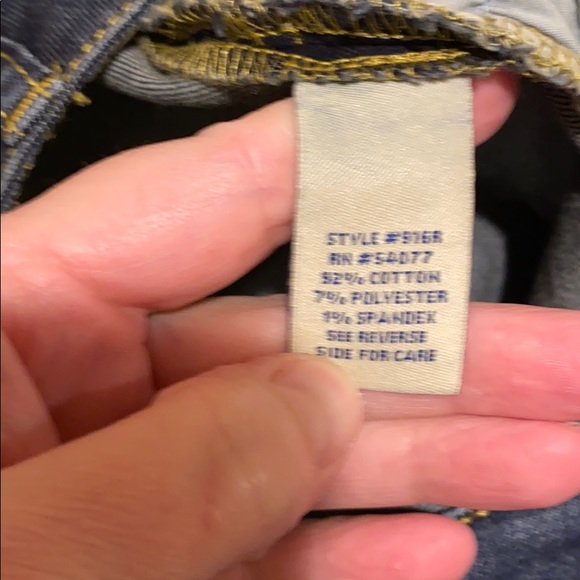 STYLE #916R
RN #54077
92% COTTON
7% POLYESTER
1% SPANDEX
SEE REVERSE
SIDE FOR CARE